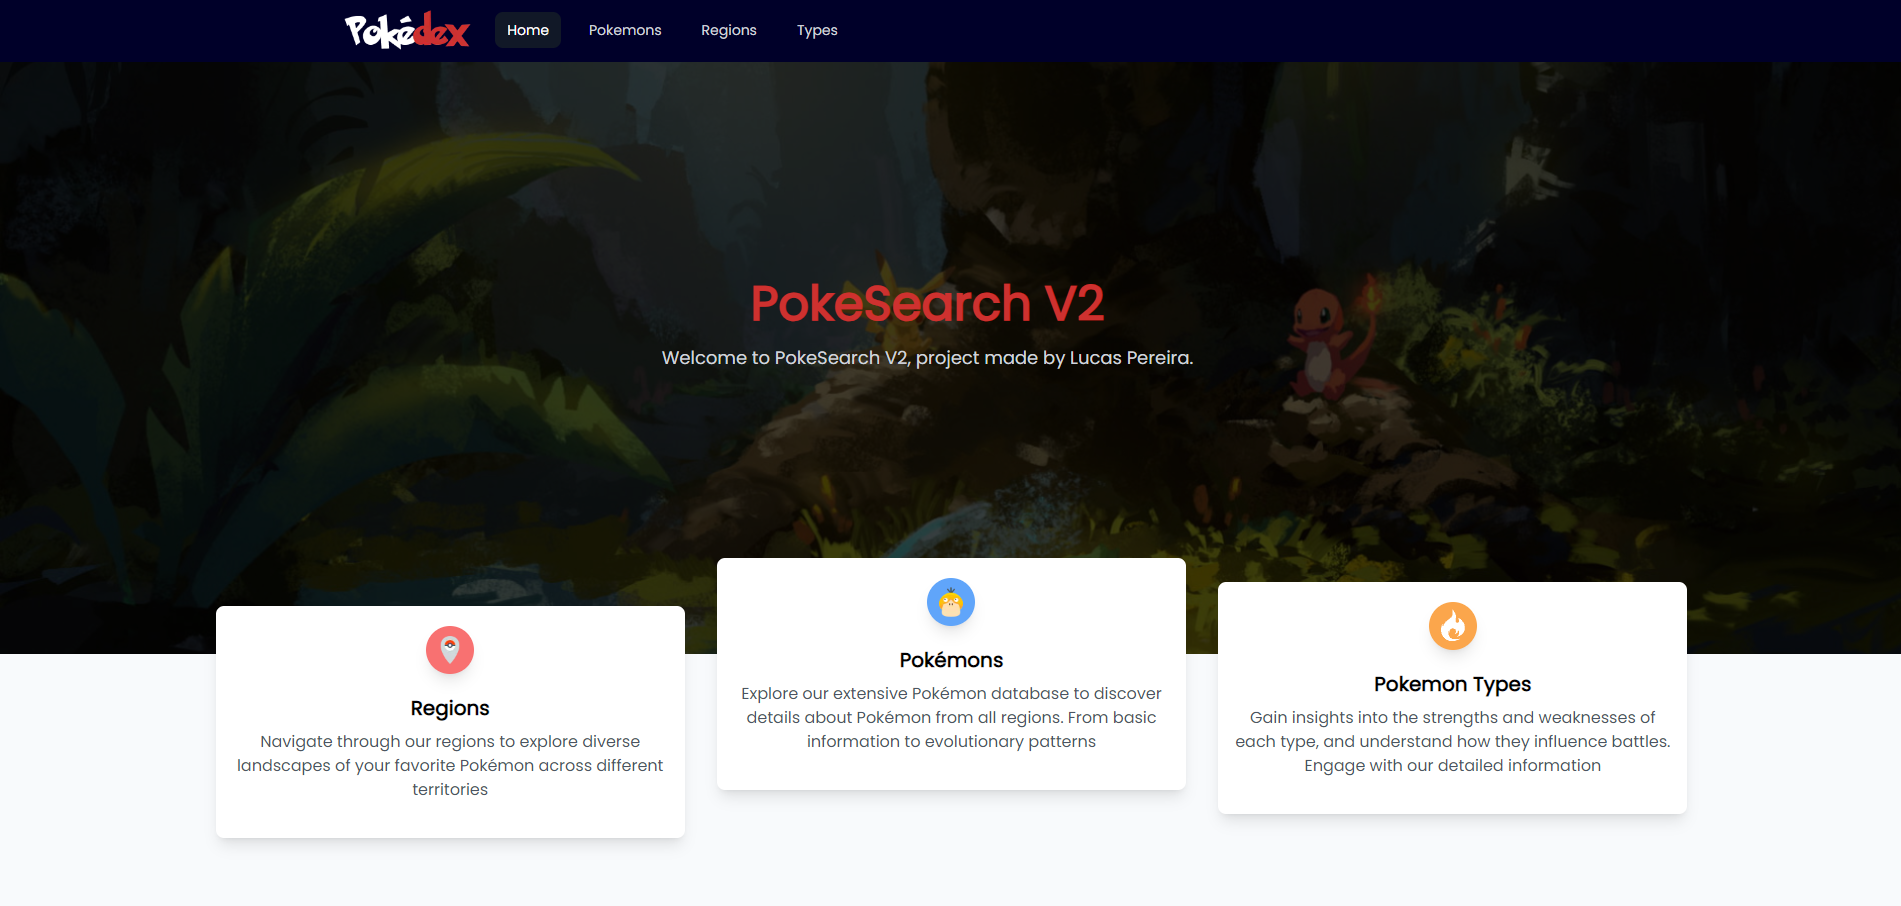 Pokédex
Home
Pokemons
Regions
Types
PokeSearch V2
Welcome to PokeSearch V2, project made by Lucas Pereira.
Regions
Navigate through our regions to explore diverse
landscapes of your favorite Pokémon across different
territories
Pokémons
Explore our extensive Pokémon database to discover
details about Pokémon from all regions. From basic
information to evolutionary patterns
Pokemon Types
Gain insights into the strengths and weaknesses of
each type, and understand how they influence battles.
Engage with our detailed information